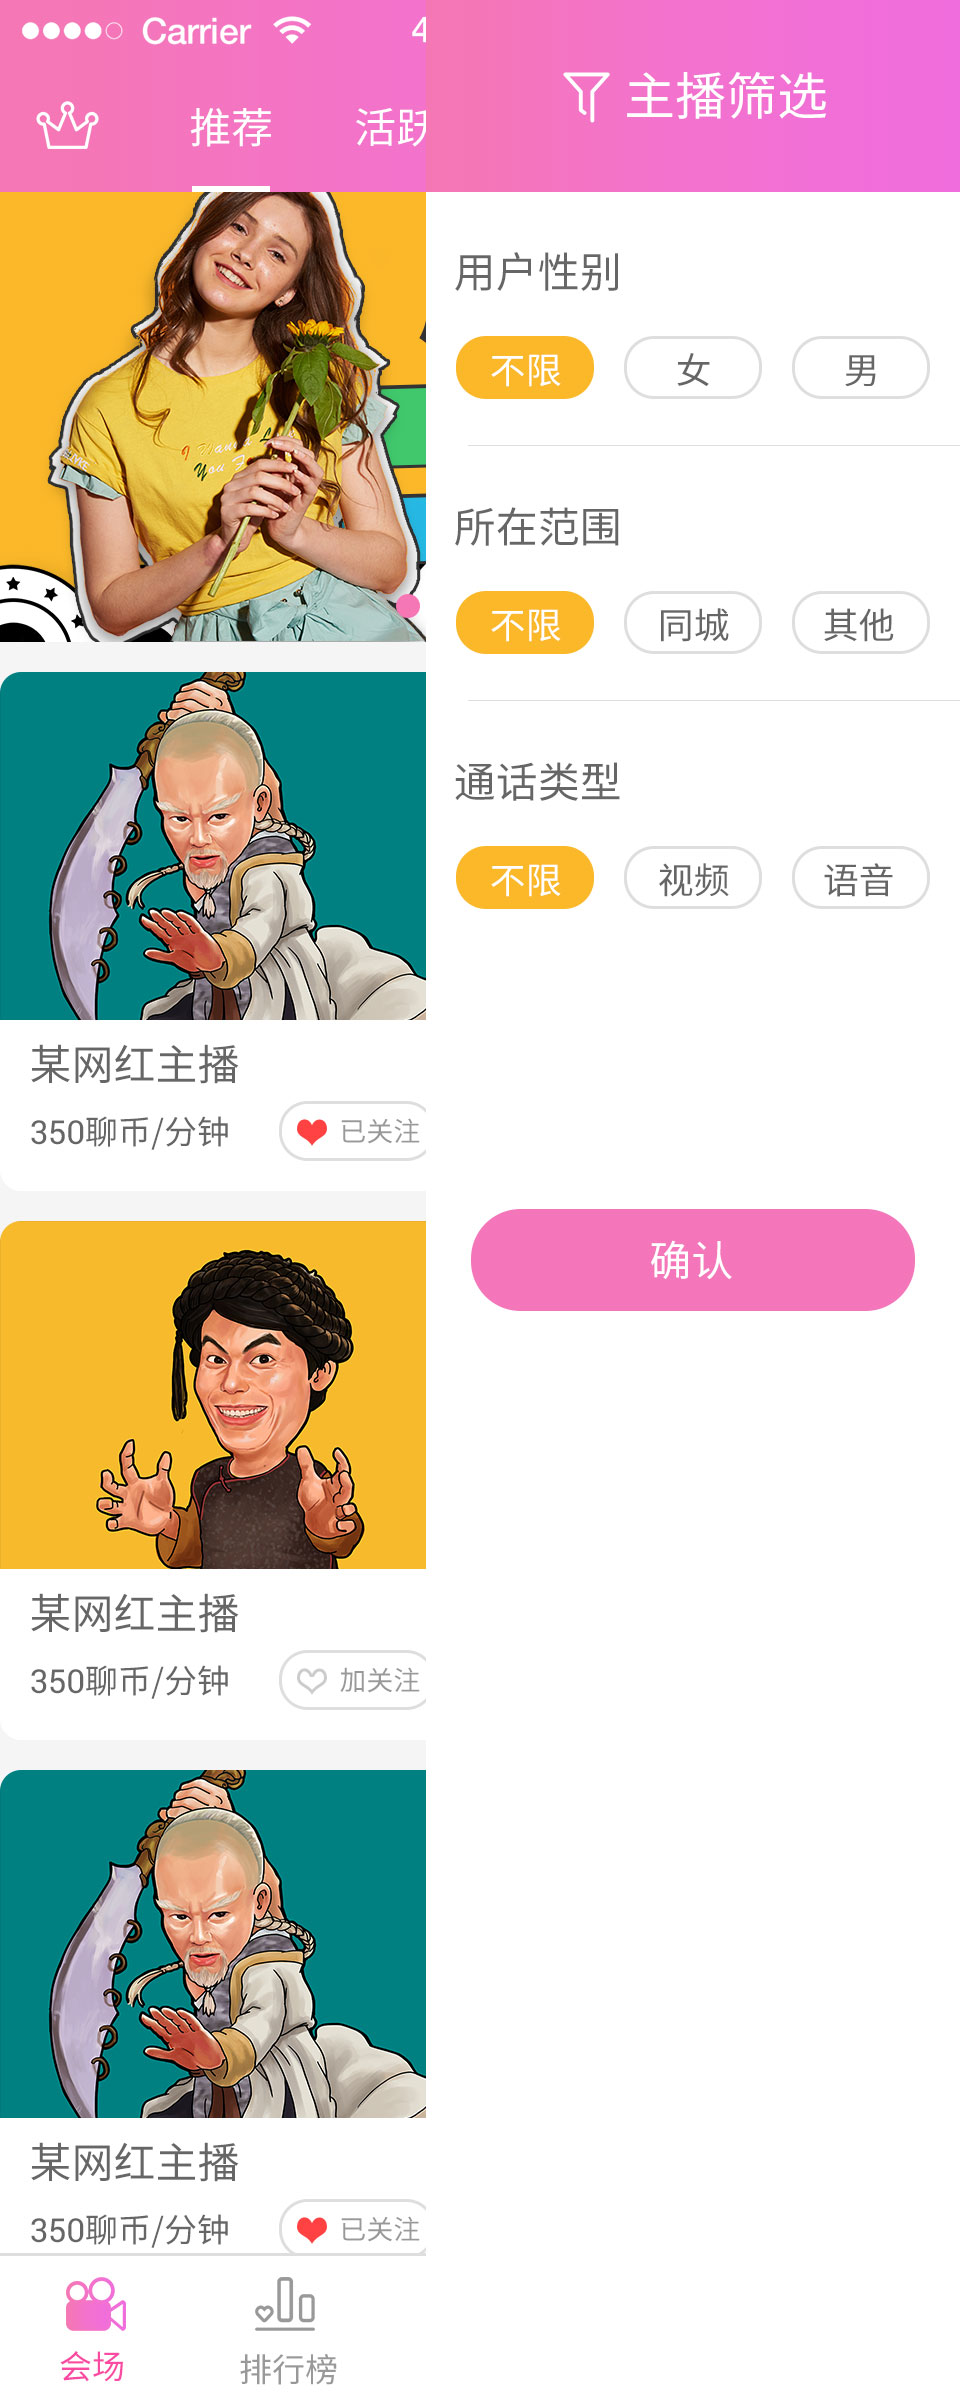 Carrier
4
推荐
活跃
主播筛选
I Wanna L
You F
用户性别
不限
女
男
所在范围
不限
同城
其他
通话类型
不限
视频
语音
确认
某网红主播
350聊币/分钟
已关注
某网红主播
350聊币/分钟
加关注
某网红主播
350聊币/分钟
已关注
会场
排行榜